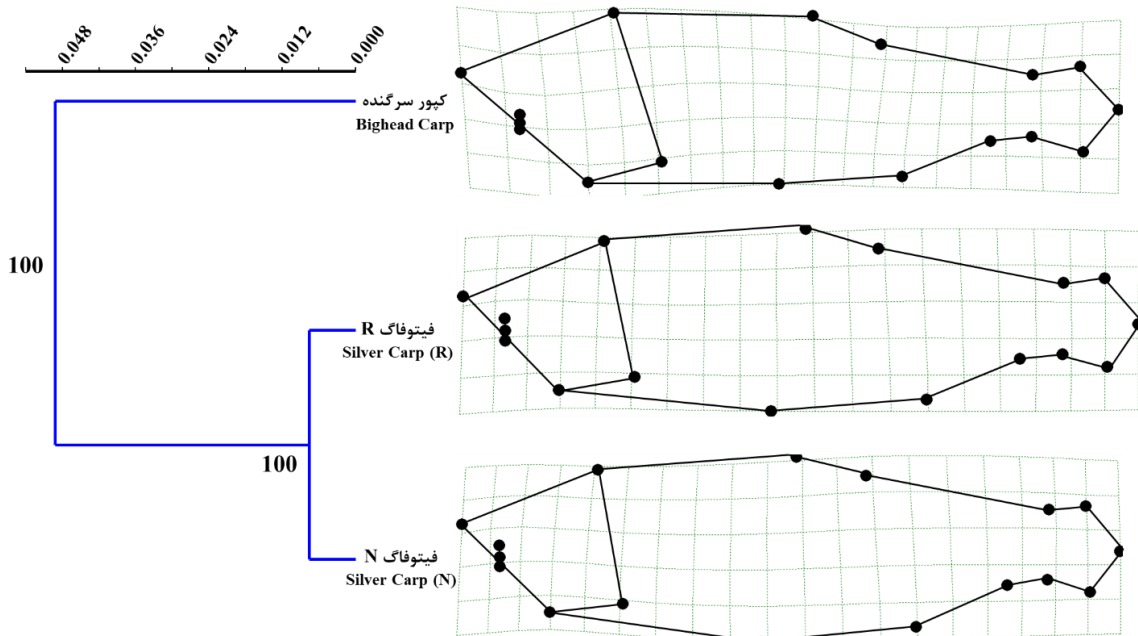 0.048 0.036 0.024 0.012 0.000
کپور سرگنده
Bighead Carp
100
فیتوفاگ R
Silver Carp (R)
100
فیتوفاگ N
Silver Carp (N)